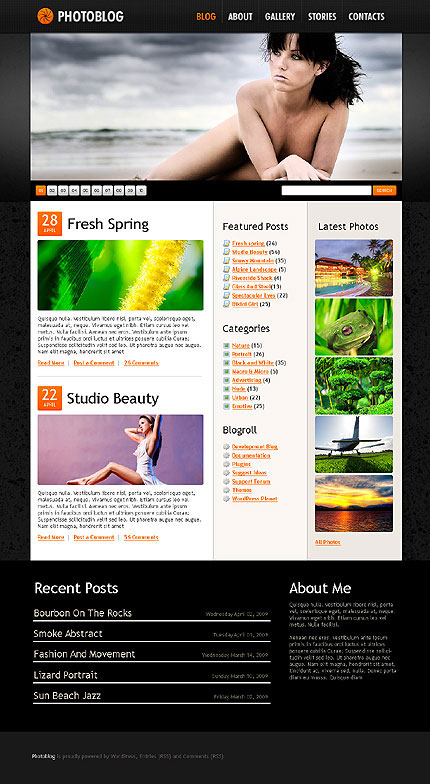 PHOTOBLOG
BLOG ABOUT GALLERY STORIES CONTACTS
01 02 03 04 05 06 07 08 09 10
SEARCH
28 APRIL
Fresh Spring
Quisque nulla. Vestibulum libero nisl, porta vel, scelerisque eget,
malesuada at, neque. Vivamus eget nibh. Etiam cursus leo vel
metus. Nulla facilisi. Aenean nec eros. Vestibulum ante ipsum
primis in faucibus orci luctus et ultrices posuere cubilia Curae;
Suspendisse sollicitudin velit sed leo. Ut pharetra augue nec augue.
Nam elit magna, hendrerit sit amet
Read More | Post a Comment | 25 Comments
22 APRIL
Studio Beauty
Quisque nulla. Vestibulum libero nisl, porta vel, scelerisque eget,
malesuada at, neque. Vivamus eget nibh. Etiam cursus leo vel
metus. Nulla facilisi. Aenean nec eros. Vestibulum ante ipsum
primis in faucibus orci luctus et ultrices posuere cubilia Curae;
Suspendisse sollicitudin velit sed leo. Ut pharetra augue nec augue.
Nam elit magna, hendrerit sit amet
Read More | Post a Comment | 56 Comments
Featured Posts
Fresh spring (26)
Studio Beauty (56)
Snowy Mountain (35)
Alpine Landscape (5)
Riverside Shack (4)
Glass And Steel (13)
Spectacular Eyes (22)
Bikini Girl (25)
Categories
Nature (15)
Portrait (26)
Black and White (35)
Macro & Micro (5)
Advertising (4)
Nude (13)
Urban (22)
Emotive (25)
Blogroll
Development Blog
Documentation
Plugins
Suggest Ideas
Support Forum
Themes
WordPress Planet
Latest Photos
All Photos
Recent Posts
Bourbon On The Rocks Wednesday April 02, 2009
Smoke Abstract Tuesday April 01, 2009
Fashion And Movement Wednesday March 14, 2009
Lizard Portrait Sunday March 10, 2009
Sun Beach Jazz Friday March 02, 2009
About Me
Quisque nulla. Vestibulum libero nisl, porta
vel, scelerisque eget, malesuada at, neque.
Vivamus eget nibh. Etiam cursus leo vel
metus. Nulla facilisi.
Aenean nec eros. Vestibulum ante ipsum
primis in faucibus orci luctus et ultrices
posuere cubilia Curae; Suspendisse sollici-
tudin velit sed leo. Ut pharetra augue nec
augue. Nam elit magna, hendrerit sit amet,
tincidunt ac, viverra sed, nulla. Donec porta
diam eu massa. Quisque diam
Photoblog is proudly powered by WordPress, Entries (RSS) and Comments (RSS)